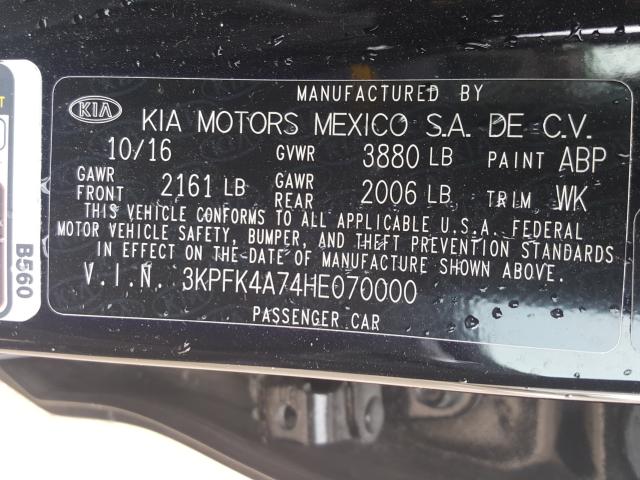 MANUFACTURED BY
KIA KIA MOTORS MEXICO S.A. DE C.V.
10/16 GVWR 3880 LB PAINT ABP
GAWR FRONT 2161 LB GAWR REAR 2006 LB TRIM WK
THIS VEHICLE CONFORMS TO ALL APPLICABLE U.S.A. FEDERAL
MOTOR VEHICLE SAFETY, BUMPER, AND THEFT PREVENTION STANDARDS
IN EFFECT ON THE DATE OF MANUFACTURE SHOWN ABOVE.
V.I.N. 3KPFK4A74HE070000
PASSENGER CAR
B560